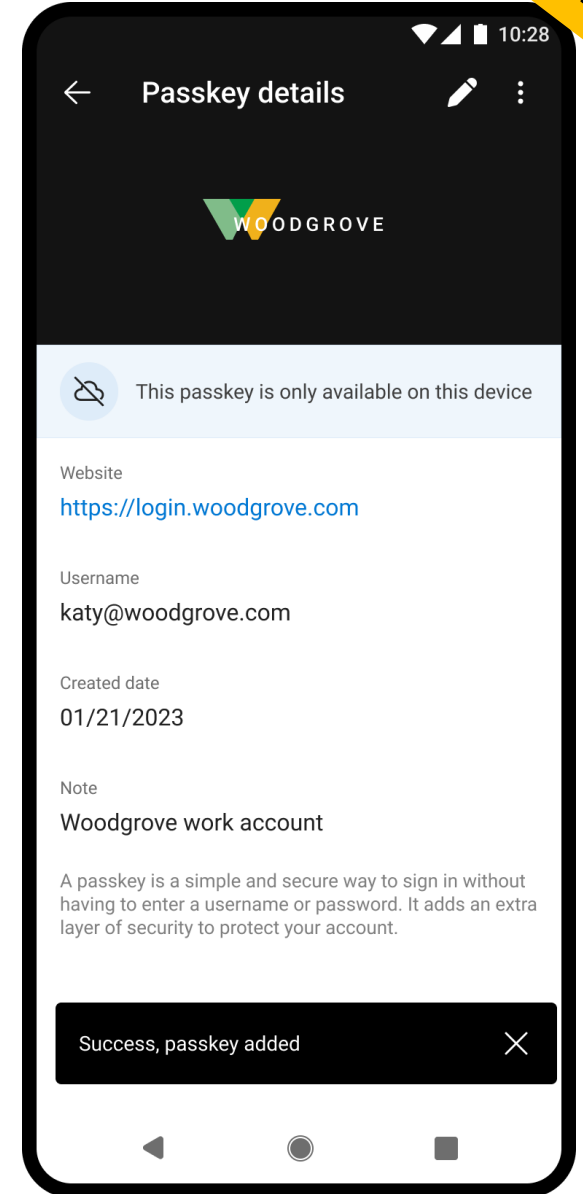 10:28
Passkey details
WOODGROVE
This passkey is only available on this device
Website
https://login.woodgrove.com
Username
katy@woodgrove.com
Created date
01/21/2023
Note
Woodgrove work account
A passkey is a simple and secure way to sign in without
having to enter a username or password. It adds an extra
layer of security to protect your account.
Success, passkey added